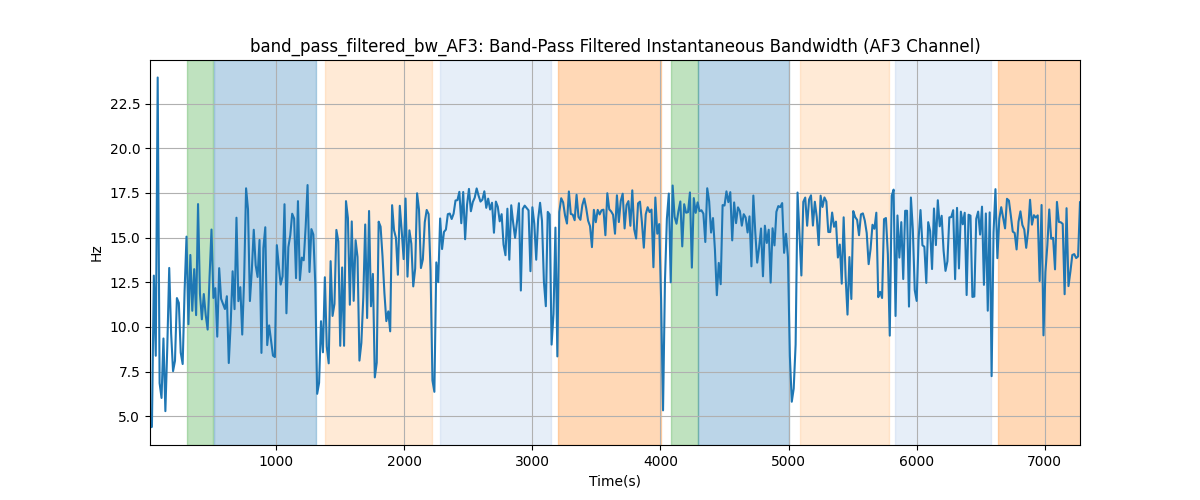 band_pass_filtered_bw_AF3: Band-Pass Filtered Instantaneous Bandwidth (AF3 Channel)
22.5
20.0
17.5
15.0
12.5
10.0
7.5
5.0
Hz
1000 2000 3000 4000 5000 6000 7000
Time(s)